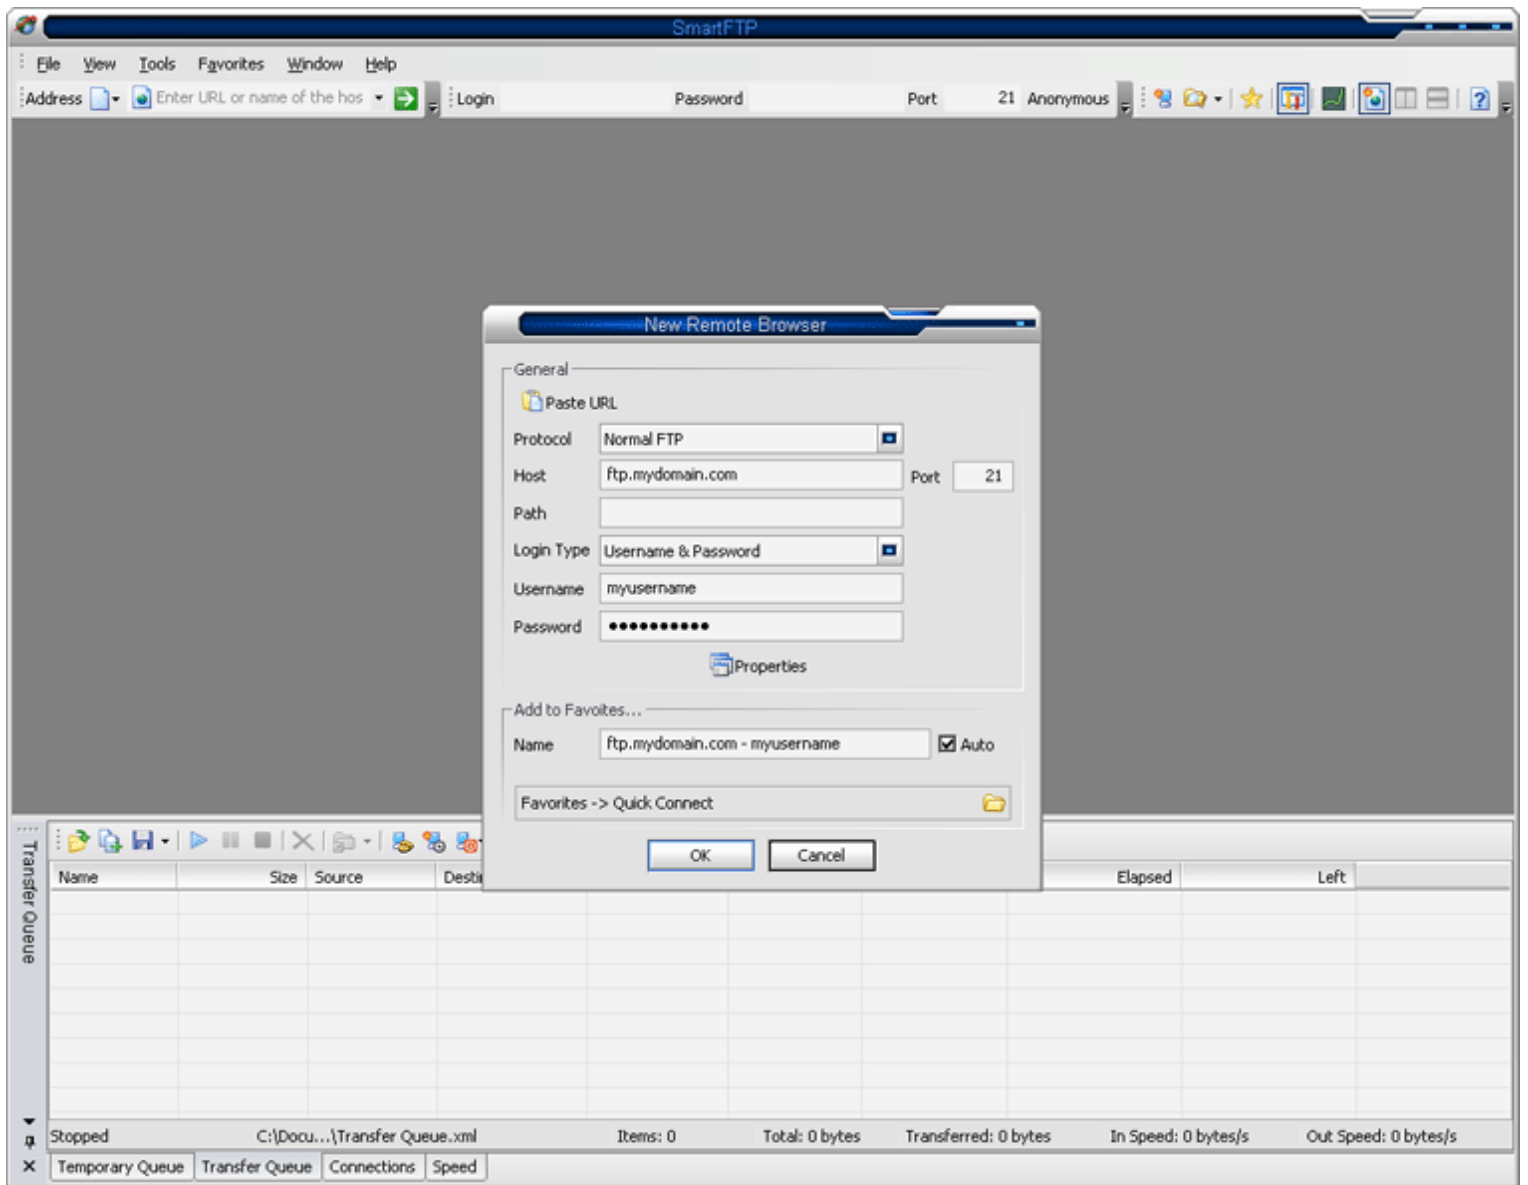 SmartFTP
File View Tools Favorites Window Help
Address Enter URL or name of the hos Login Password Port 21 Anonymous
New Remote Browser
General
Paste URL
Protocol Normal FTP
Host ftp.mydomain.com Port 21
Path
Login Type Username & Password
Username myusername
Password ••••••••••
Properties
Add to Favoites...
Name ftp.mydomain.com - myusername Auto
Favorites -> Quick Connect
OK Cancel
Transfer Queue
Name Size Source Desti Elapsed Left
Stopped C:\Docu...\Transfer Queue.xml Items: 0 Total: 0 bytes Transferred: 0 bytes In Speed: 0 bytes/s Out Speed: 0 bytes/s
Temporary Queue Transfer Queue Connections Speed